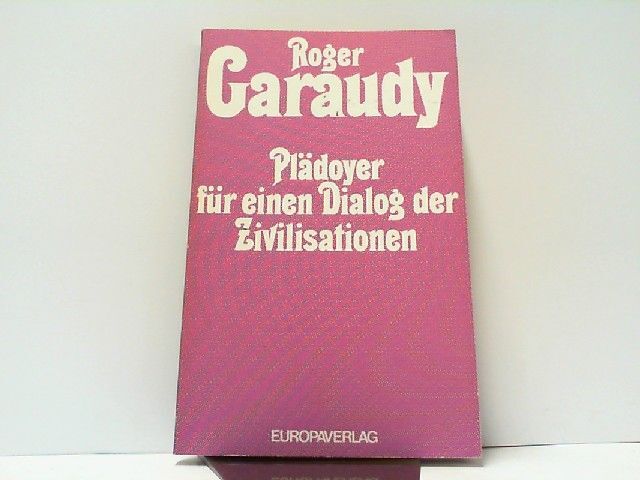 Roger
Garaudy
Plädoyer
für einen Dialog der
Zivilisationen
EUROPAVERLAG